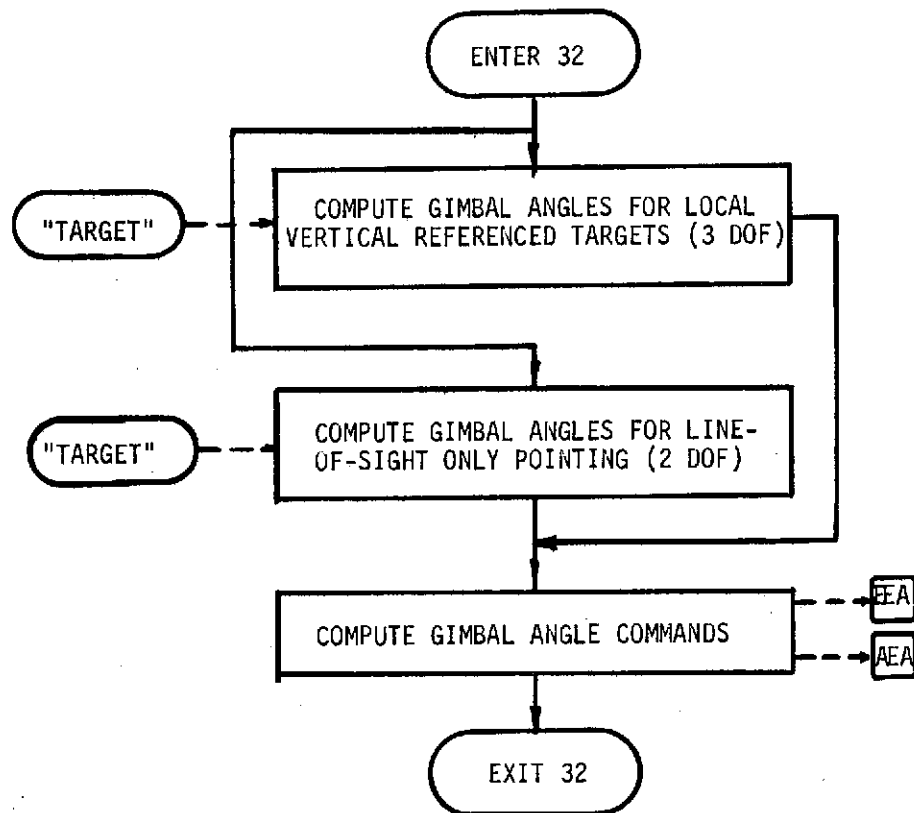 ENTER 32
"TARGET"
COMPUTE GIMBAL ANGLES FOR LOCAL
VERTICAL REFERENCED TARGETS (3 DOF)
"TARGET"
COMPUTE GIMBAL ANGLES FOR LINE-
OF-SIGHT ONLY POINTING (2 DOF)
COMPUTE GIMBAL ANGLE COMMANDS
EEA
AEA
EXIT 32